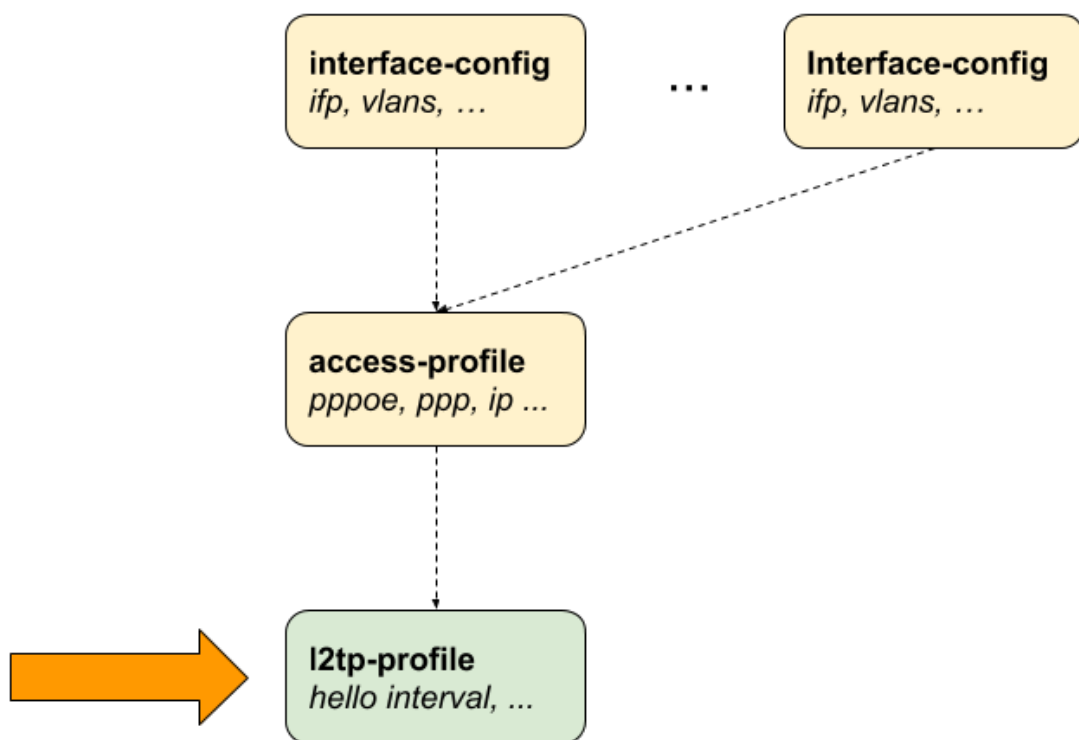 interface-config
ifp, vlans, …
...
Interface-config
ifp, vlans, …
access-profile
pppoe, ppp, ip ...
l2tp-profile
hello interval, ...